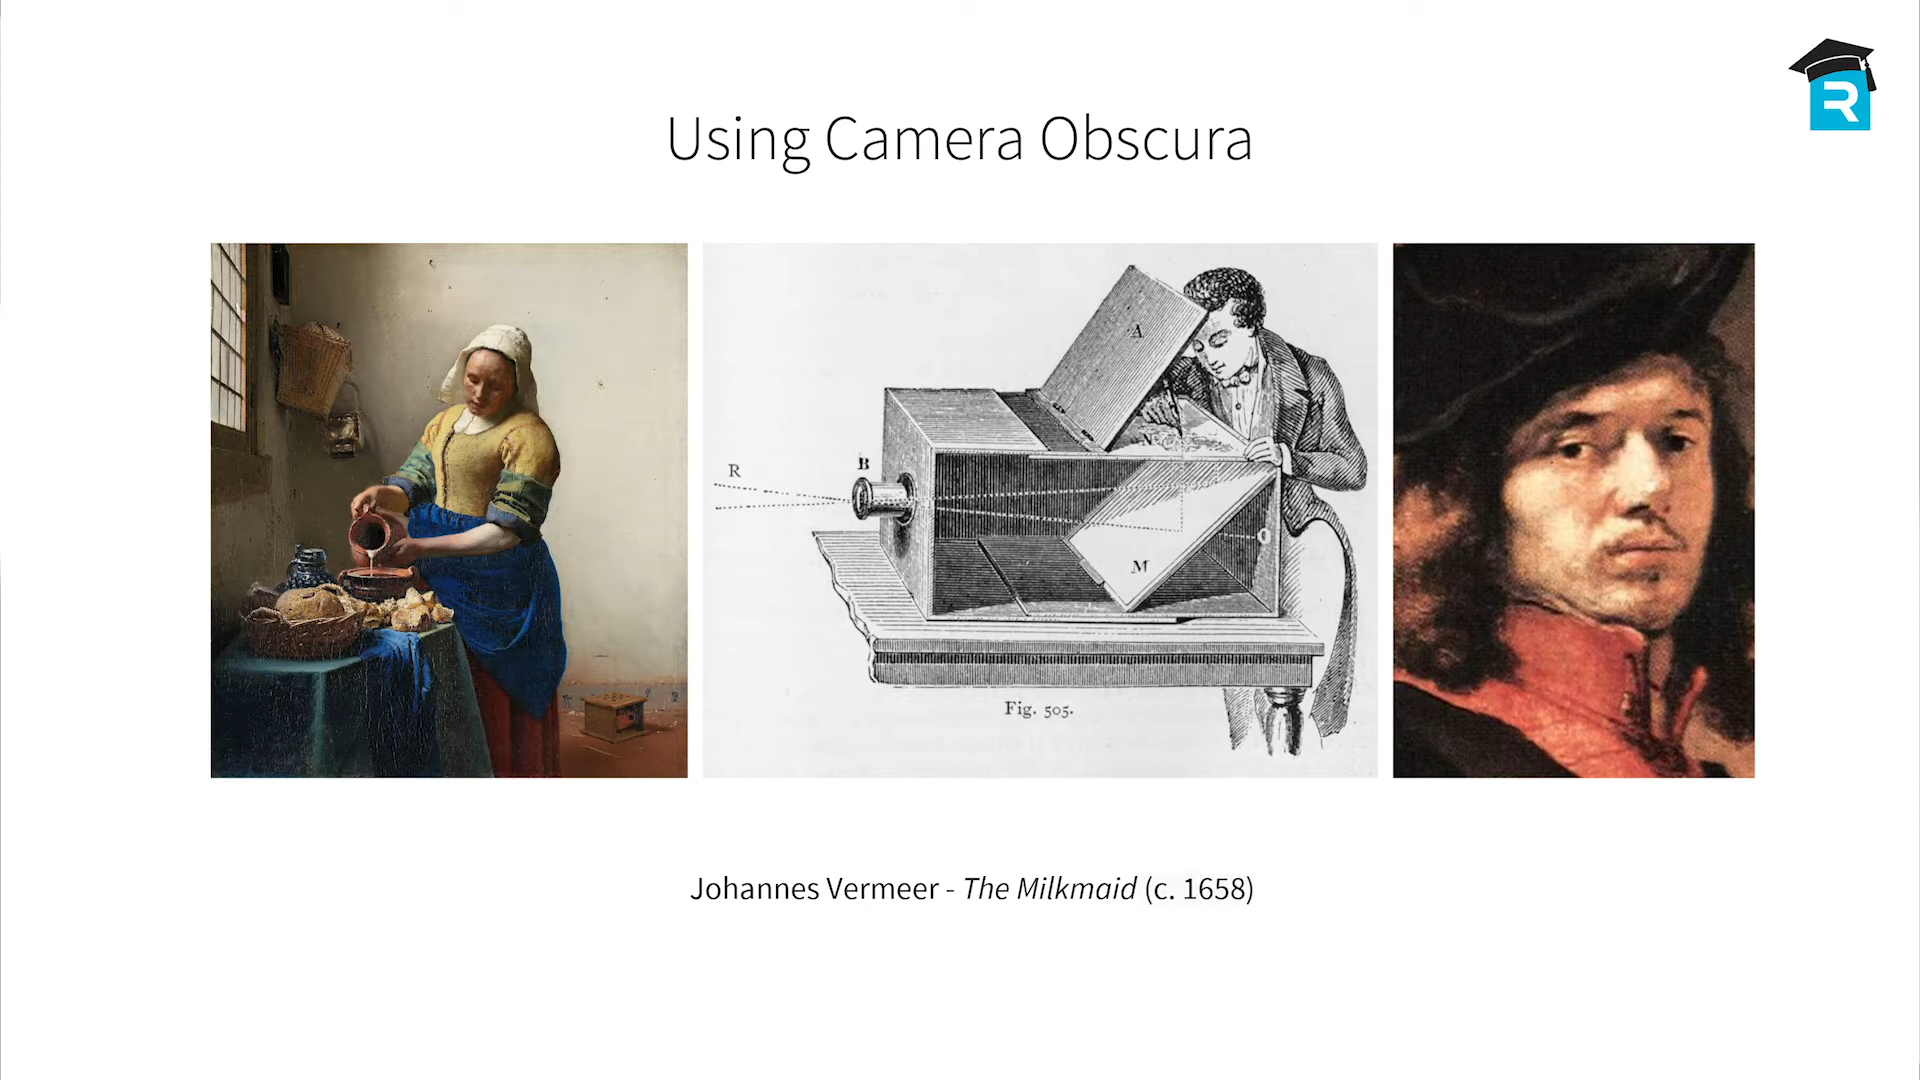 R
Using Camera Obscura
A
N
R
B
M
Fig. 505.
Johannes Vermeer - The Milkmaid (c. 1658)